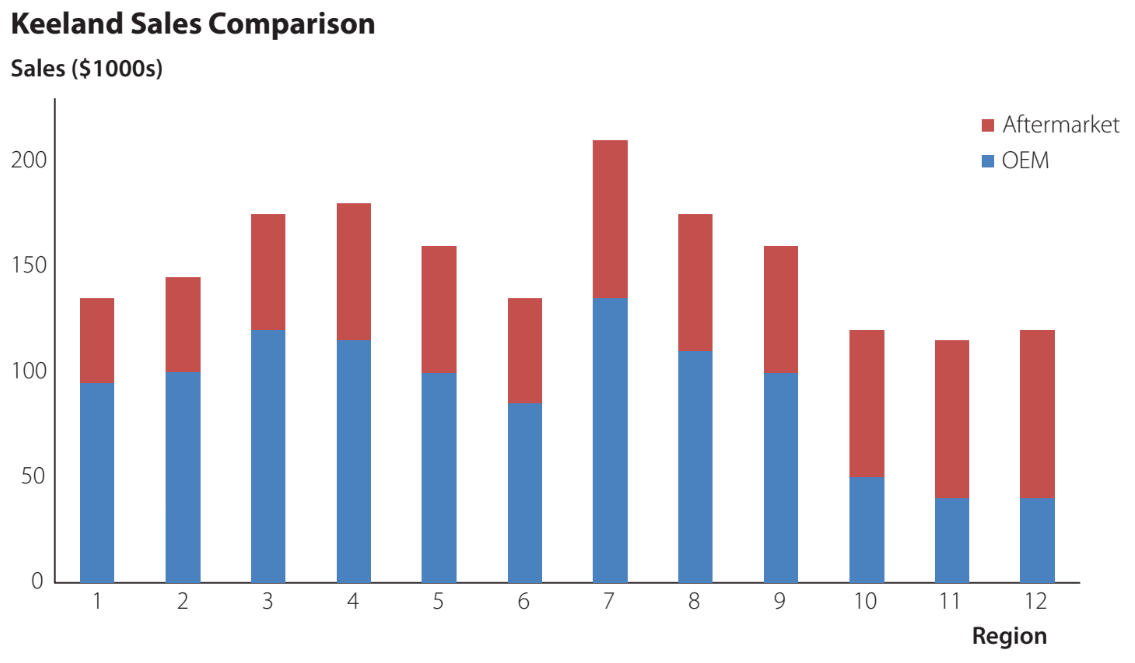 Keeland Sales Comparison
Sales ($1000s)
Aftermarket
OEM
200
150
100
50
0
1 2 3 4 5 6 7 8 9 10 11 12
Region